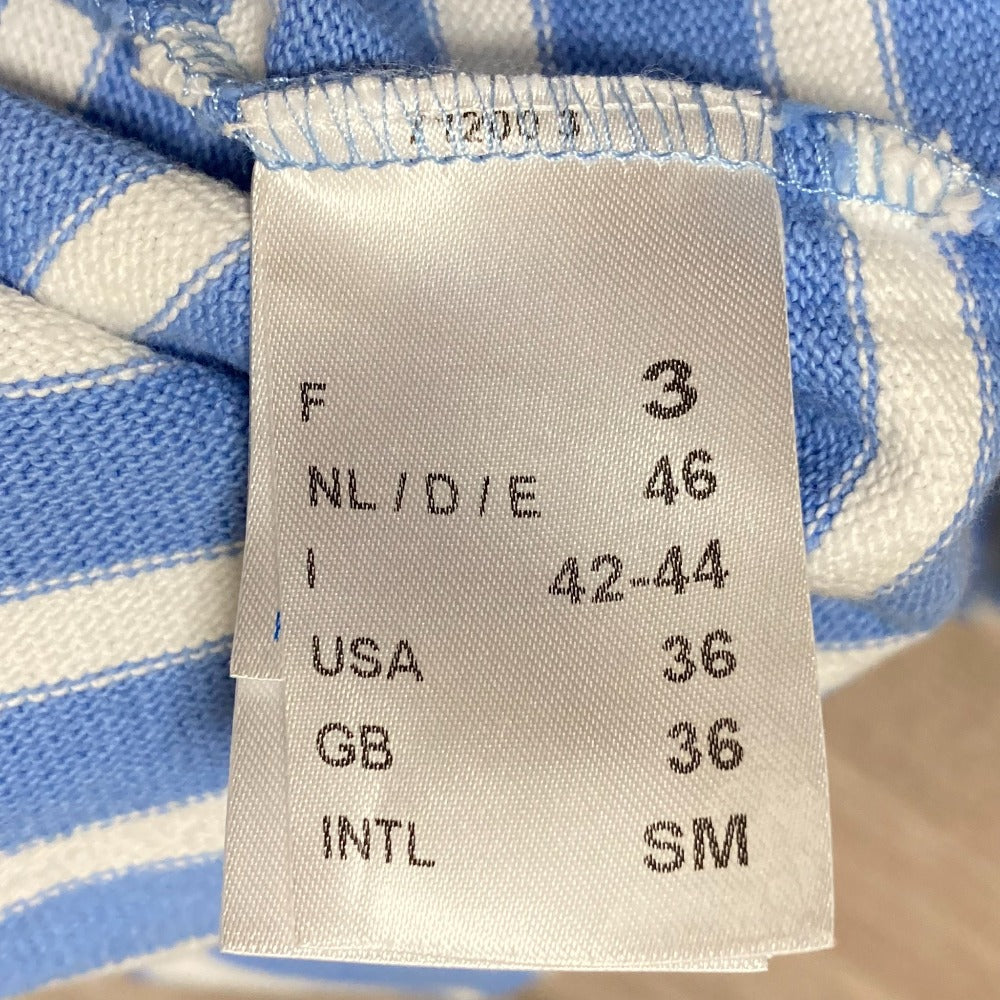 F 3
NL / D / E 46
I 42-44
USA 36
GB 36
INTL SM